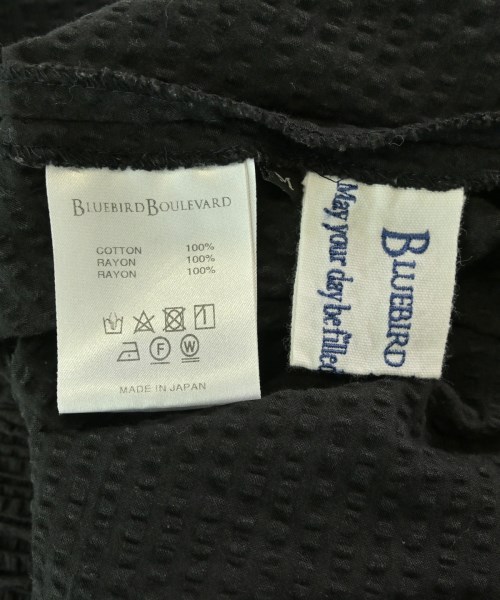 BLUEBIRD BOULEVARD
COTTON 100%
RAYON 100%
RAYON 100%
F W
MADE IN JAPAN
BLUEBIRD
May your day be filled